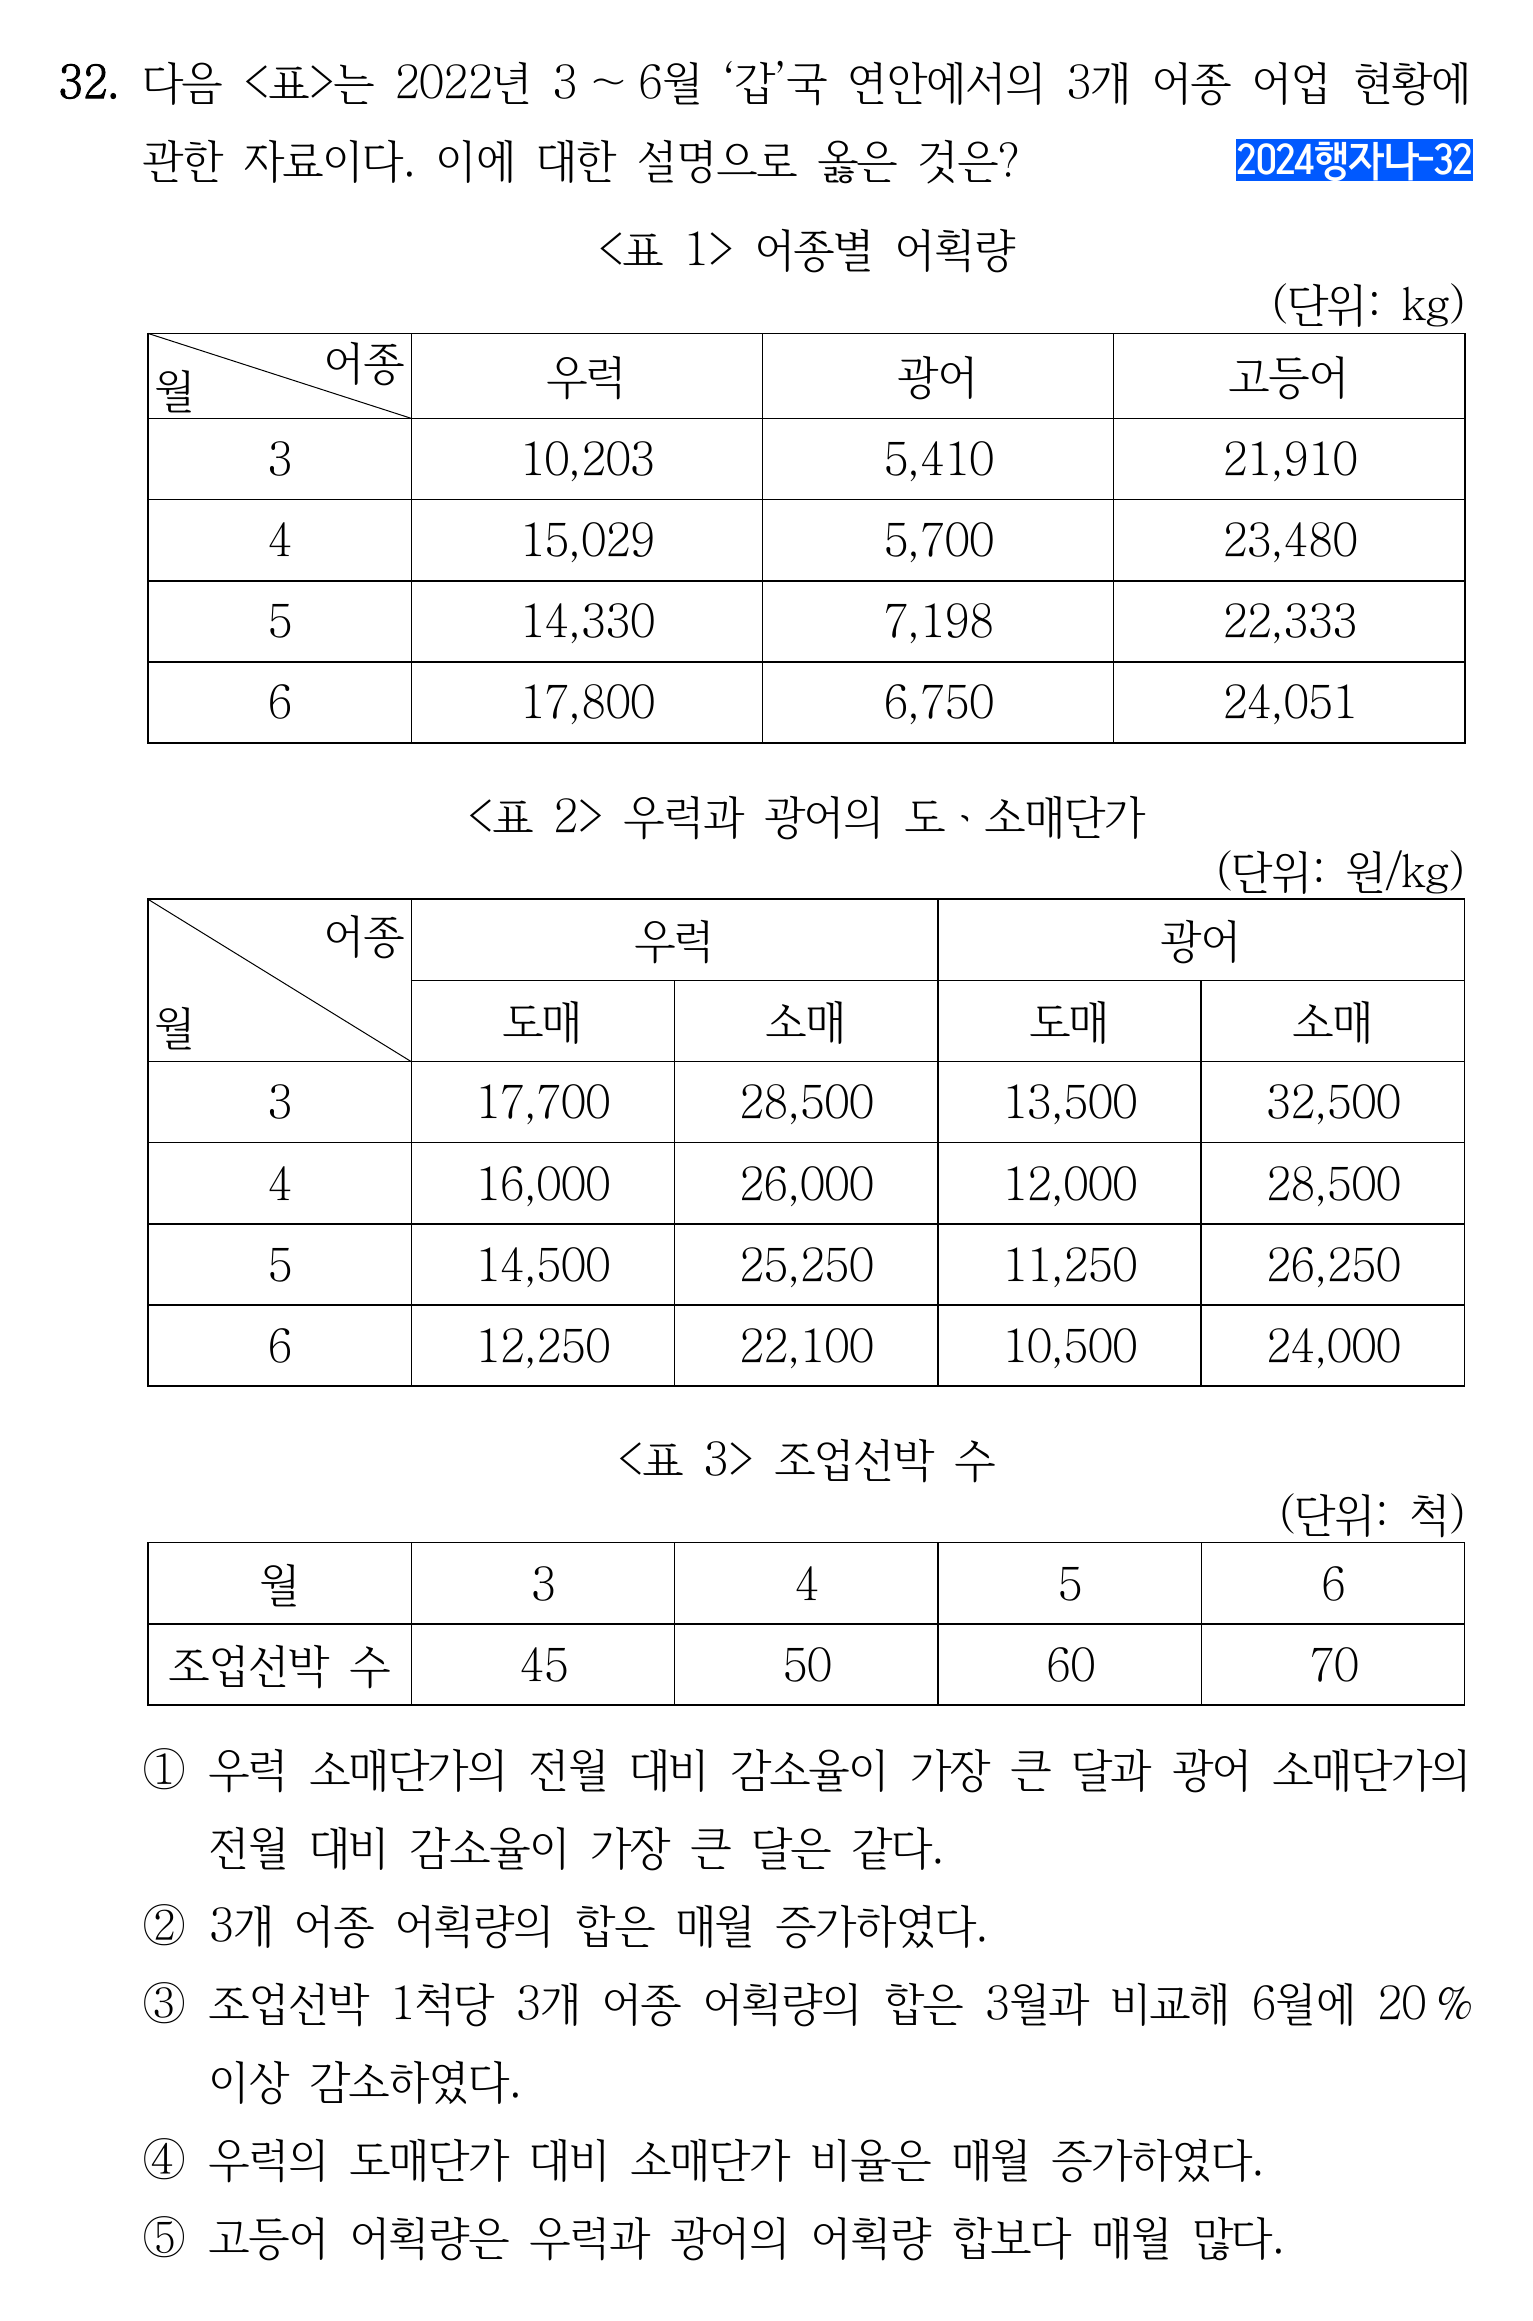 32. 다음 <표>는 2022년 3 ~ 6월 ‘갑’국 연안에서의 3개 어종 어업 현황에
관한 자료이다. 이에 대한 설명으로 옳은 것은? 2024행자나-32
<표 1> 어종별 어획량
(단위: kg)
월 어종 우럭 광어 고등어
3 10,203 5,410 21,910
4 15,029 5,700 23,480
5 14,330 7,198 22,333
6 17,800 6,750 24,051
<표 2> 우럭과 광어의 도ㆍ소매단가
(단위: 원/kg)
월 어종 우럭 광어
도매 소매 도매 소매
3 17,700 28,500 13,500 32,500
4 16,000 26,000 12,000 28,500
5 14,500 25,250 11,250 26,250
6 12,250 22,100 10,500 24,000
<표 3> 조업선박 수
(단위: 척)
월 3 4 5 6
조업선박 수 45 50 60 70
① 우럭 소매단가의 전월 대비 감소율이 가장 큰 달과 광어 소매단가의
전월 대비 감소율이 가장 큰 달은 같다.
② 3개 어종 어획량의 합은 매월 증가하였다.
③ 조업선박 1척당 3개 어종 어획량의 합은 3월과 비교해 6월에 20 %
이상 감소하였다.
④ 우럭의 도매단가 대비 소매단가 비율은 매월 증가하였다.
⑤ 고등어 어획량은 우럭과 광어의 어획량 합보다 매월 많다.